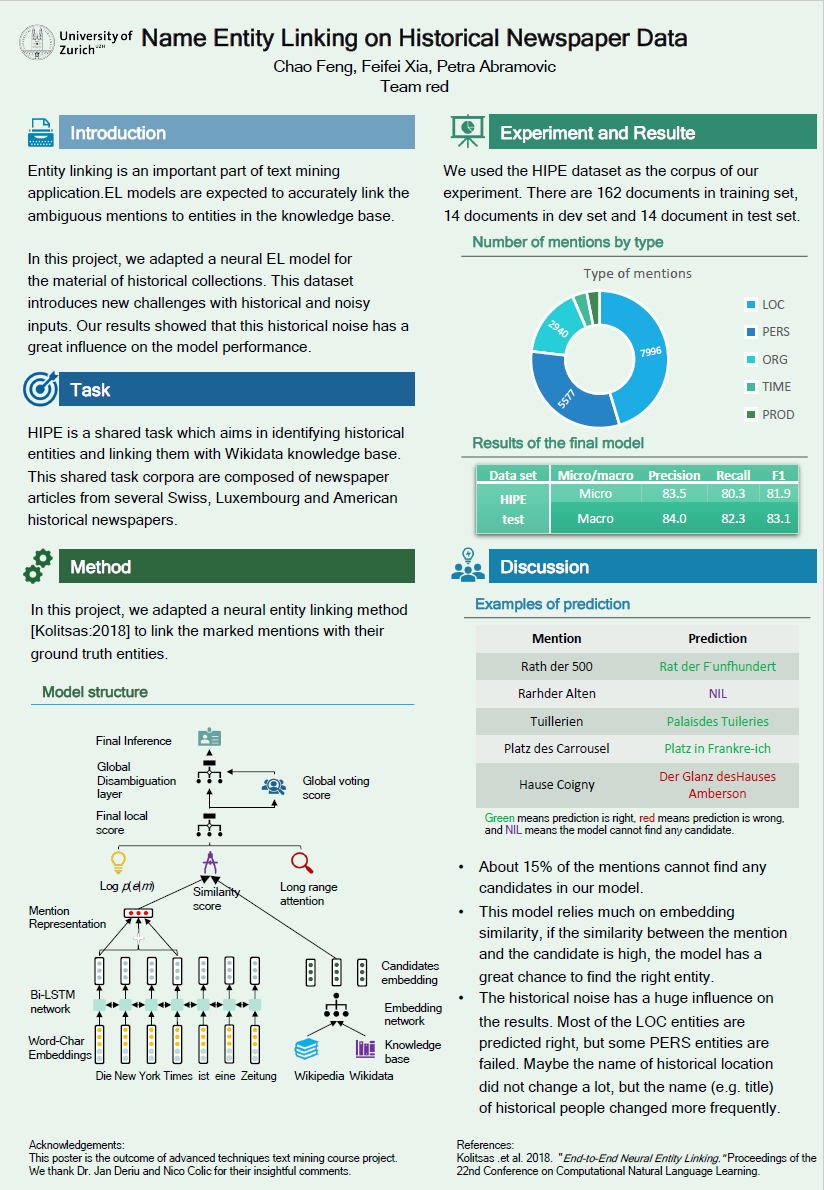 University of
Zurich UZH
Name Entity Linking on Historical Newspaper Data
Chao Feng, Feifei Xia, Petra Abramovic
Team red
Introduction
Entity linking is an important part of text mining
application.EL models are expected to accurately link the
ambiguous mentions to entities in the knowledge base.
In this project, we adapted a neural EL model for
the material of historical collections. This dataset
introduces new challenges with historical and noisy
inputs. Our results showed that this historical noise has a
great influence on the model performance.
Task
HIPE is a shared task which aims in identifying historical
entities and linking them with Wikidata knowledge base.
This shared task corpora are composed of newspaper
articles from several Swiss, Luxembourg and American
historical newspapers.
Method
In this project, we adapted a neural entity linking method
[Kolitsas:2018] to link the marked mentions with their
ground truth entities.
Model structure
Final Inference
Global
Disambiguation
layer
Global voting
score
Final local
score
Log p(e|m)
Similarity
score
Long range
attention
Mention
Representation
Candidates
embedding
Bi-LSTM
network
Embedding
network
Word-Char
Embeddings
Knowledge
base
Die New York Times ist eine Zeitung
Wikipedia Wikidata
Acknowledgements:
This poster is the outcome of advanced techniques text mining course project.
We thank Dr. Jan Deriu and Nico Colic for their insightful comments.
Experiment and Resulte
We used the HIPE dataset as the corpus of our
experiment. There are 162 documents in training set,
14 documents in dev set and 14 document in test set.
Number of mentions by type
Type of mentions
7996
5577
2940
LOC
PERS
ORG
TIME
PROD
Results of the final model
Data set Micro/macro Precision Recall F1
HIPE test Micro 83.5 80.3 81.9
Macro 84.0 82.3 83.1
Discussion
Examples of prediction
Mention Prediction
Rath der 500 Rat der F¨unfhundert
Rarhder Alten NIL
Tuillerien Palaisdes Tuileries
Platz des Carrousel Platz in Frankre-ich
Hause Coigny Der Glanz desHauses
Amberson
Green means prediction is right, red means prediction is wrong,
and NIL means the model cannot find any candidate.
• About 15% of the mentions cannot find any
candidates in our model.
• This model relies much on embedding
similarity, if the similarity between the mention
and the candidate is high, the model has a
great chance to find the right entity.
• The historical noise has a huge influence on
the results. Most of the LOC entities are
predicted right, but some PERS entities are
failed. Maybe the name of historical location
did not change a lot, but the name (e.g. title)
of historical people changed more frequently.
References:
Kolitsas .et al. 2018. "End-to-End Neural Entity Linking." Proceedings of the
22nd Conference on Computational Natural Language Learning.